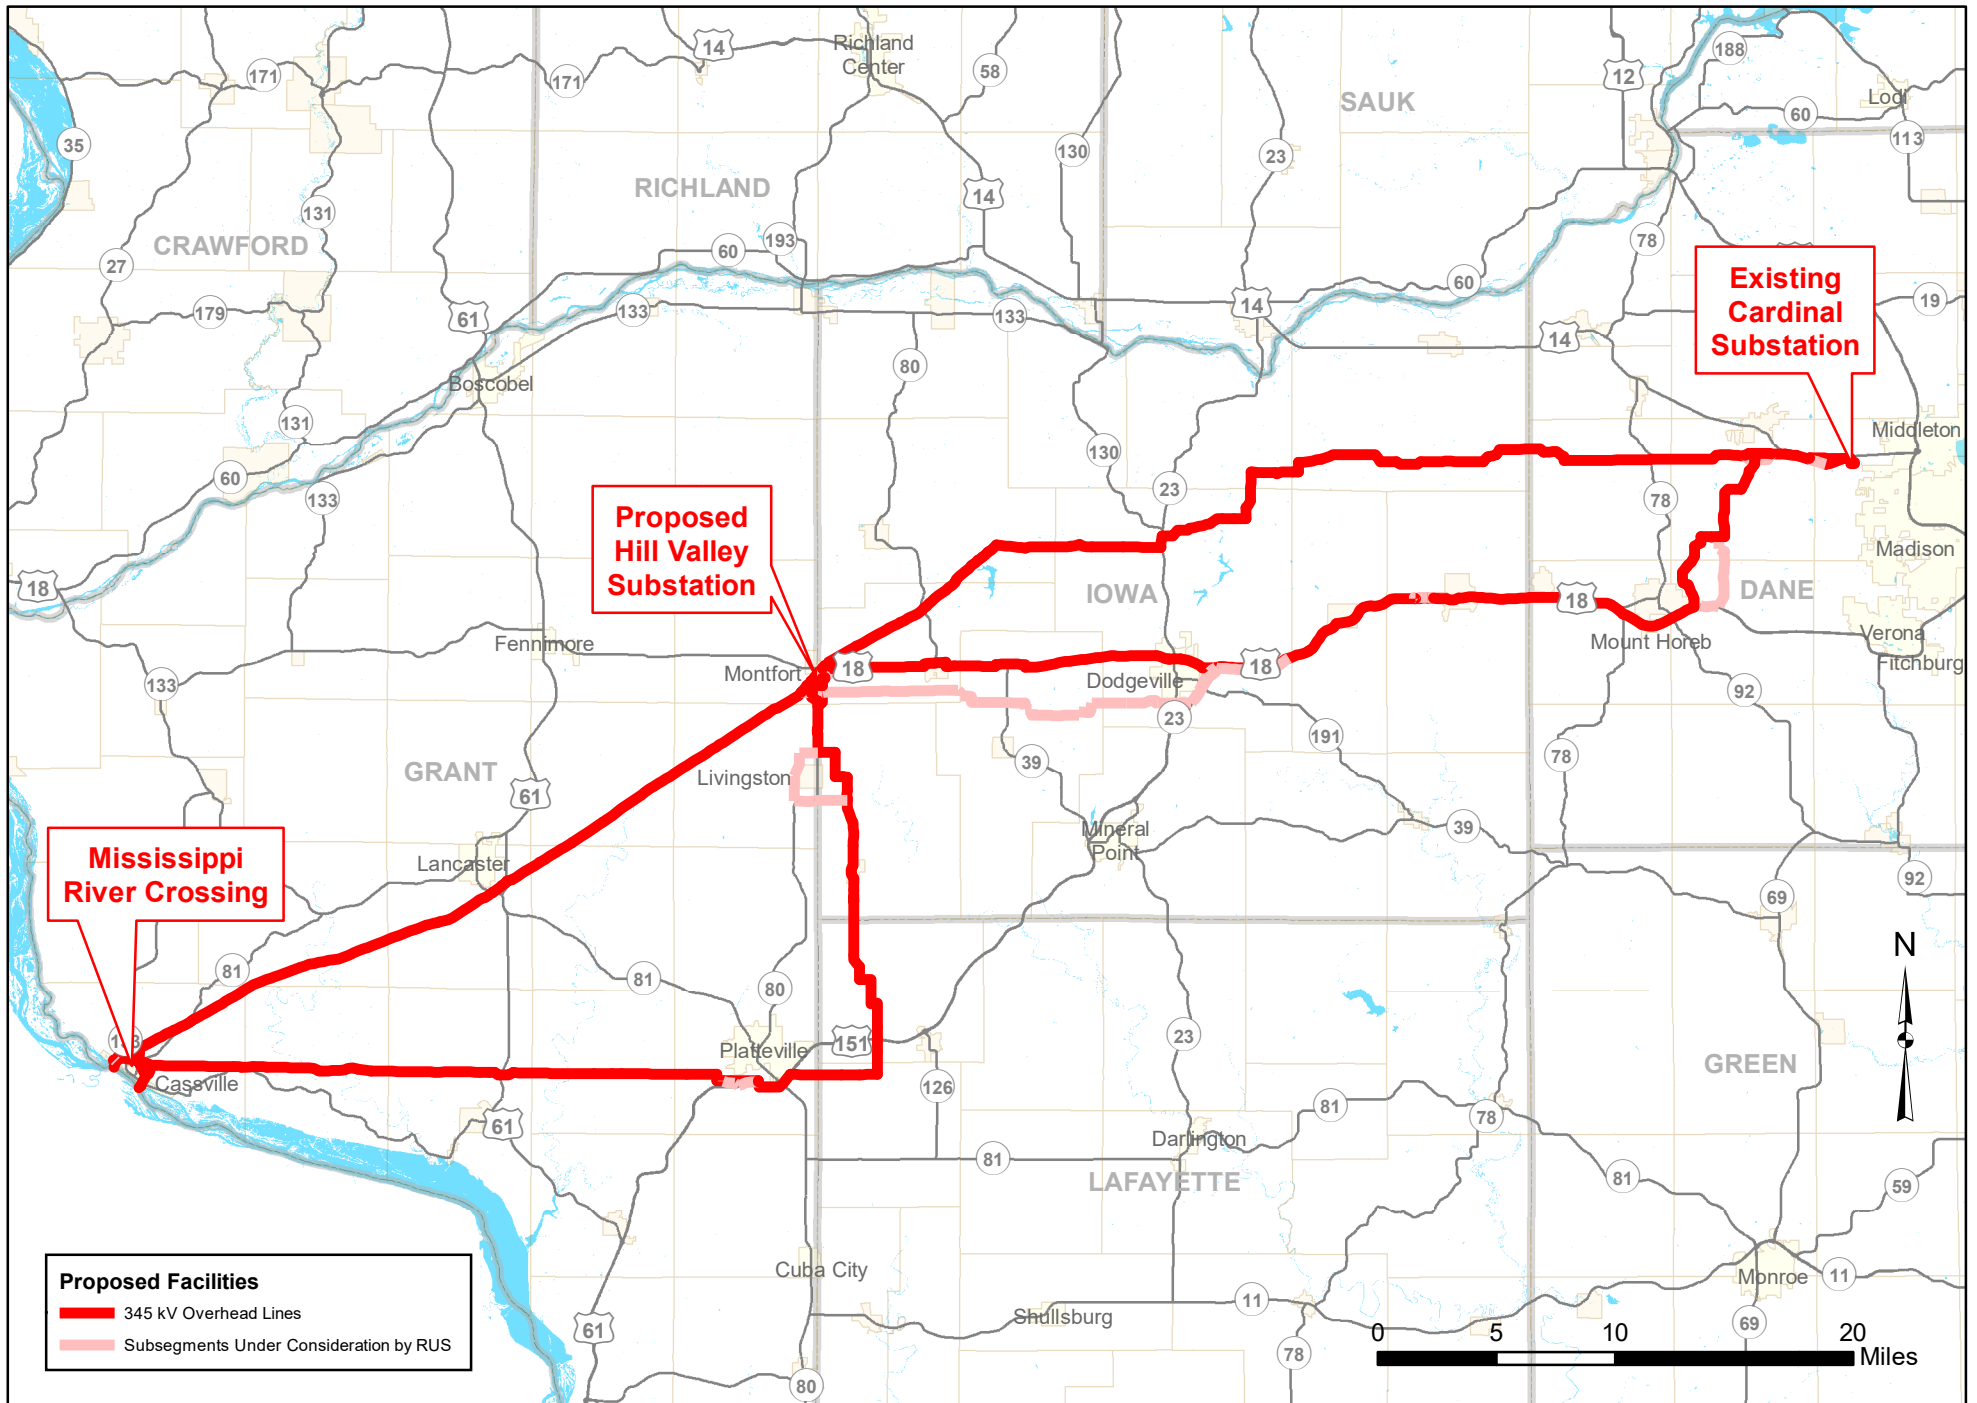 14
Richland
Center
171
171
58
12
188
SAUK
Lodi
60
35
113
130
23
RICHLAND
14
131
CRAWFORD
193
60
78
27
60
Existing
Cardinal
Substation
179
61
133
133
14
14
19
80
Boscobel
131
130
Middleton
60
133
23
78
Proposed
Hill Valley
Substation
Madison
18
IOWA
18
DANE
Fennimore
Mount Horeb
Verona
Fitchburg
Montfort
18
18
Dodgeville
133
92
23
191
GRANT
Livingston
39
78
61
39
Mineral
Point
Mississippi
River Crossing
Lancaster
92
69
81
81
80
N
23
151
Platteville
GREEN
Cassville
126
81
78
61
Darlington
81
81
LAFAYETTE
59
Cuba City
Monroe
11
Shullsburg
11
69
61
78
80
Proposed Facilities
345 kV Overhead Lines
Subsegments Under Consideration by RUS
0 5 10 20
Miles